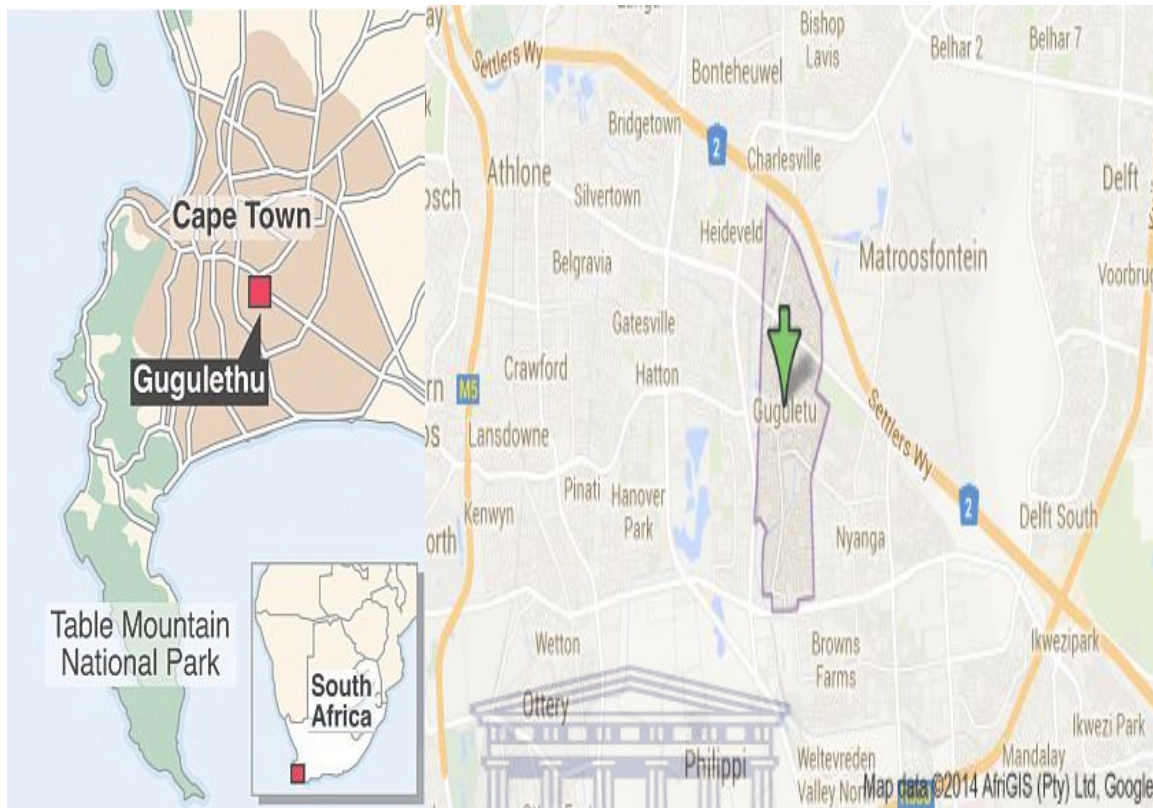 Cape Town
Gugulethu
Table Mountain
National Park
South
Africa
Settlers Wy
Bishop
Lavis
Belhar 2
Belhar 7
Bonteheuwel
Bridgetown
2
Charlesville
Athlone
Silvertown
Delft
Heideveld
Matroosfontein
Belgravia
Gatesville
Crawford
Hatton
M5
Guguletu
Lansdowne
Settlers Wy
Pinati
Hanover
Park
Kenwyn
2
Delft South
Nyanga
Wetton
Browns
Farms
Ikwezipark
Ottery
Ikwezi Park
Philippi
Weltevreden
Valley Nor
Mandalay
Map data ©2014 AfriGIS (Pty) Ltd, Google